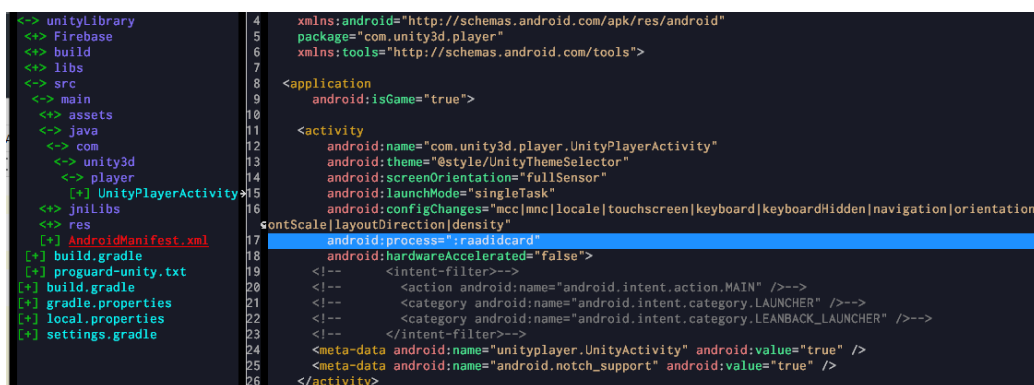 <-> unityLibrary
<+> Firebase
<+> build
<+> libs
<-> src
<-> main
<+> assets
<-> java
<-> com
<-> unity3d
<-> player
[+] UnityPlayerActivity→
<+> jniLibs
<+> res
[+] AndroidManifest.xml
[+] build.gradle
[+] proguard-unity.txt
[+] build.gradle
[+] gradle.properties
[+] local.properties
[+] settings.gradle
4 xmlns:android="http://schemas.android.com/apk/res/android"
5 package="com.unity3d.player"
6 xmlns:tools="http://schemas.android.com/tools">
7
8 <application
9 android:isGame="true">
10
11 <activity
12 android:name="com.unity3d.player.UnityPlayerActivity"
13 android:theme="@style/UnityThemeSelector"
14 android:screenOrientation="fullSensor"
15 android:launchMode="singleTask"
16 android:configChanges="mcc|mnc|locale|touchscreen|keyboard|keyboardHidden|navigation|orientation
ontScale|layoutDirection|density"
17 android:process=":raadidcard"
18 android:hardwareAccelerated="false">
19 <!-- <intent-filter>-->
20 <!-- <action android:name="android.intent.action.MAIN" />-->
21 <!-- <category android:name="android.intent.category.LAUNCHER" />-->
22 <!-- <category android:name="android.intent.category.LEANBACK_LAUNCHER" />-->
23 <!-- </intent-filter>-->
24 <meta-data android:name="unityplayer.UnityActivity" android:value="true" />
25 <meta-data android:name="android.notch_support" android:value="true" />
26 </activity>